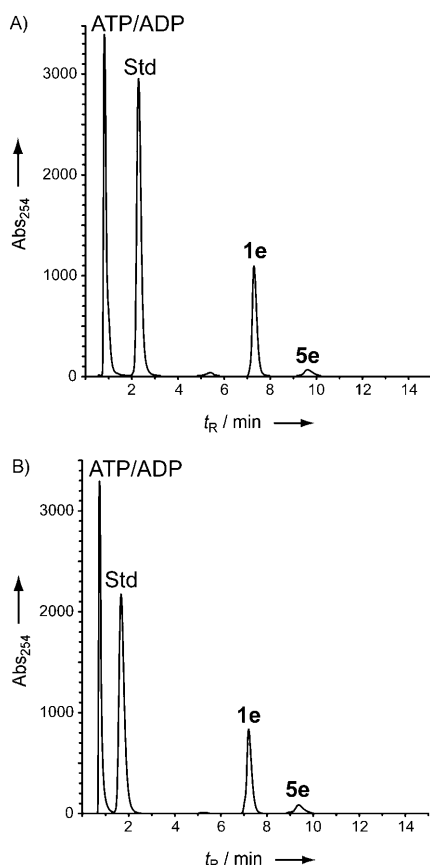 A)
ATP/ADP
Std
1e
5e
3000
2000
1000
0
Abs254
2 4 6 8 10 12 14
tR / min
B)
ATP/ADP
Std
1e
5e
3000
2000
1000
0
Abs254
2 4 6 8 10 12 14
tR / min